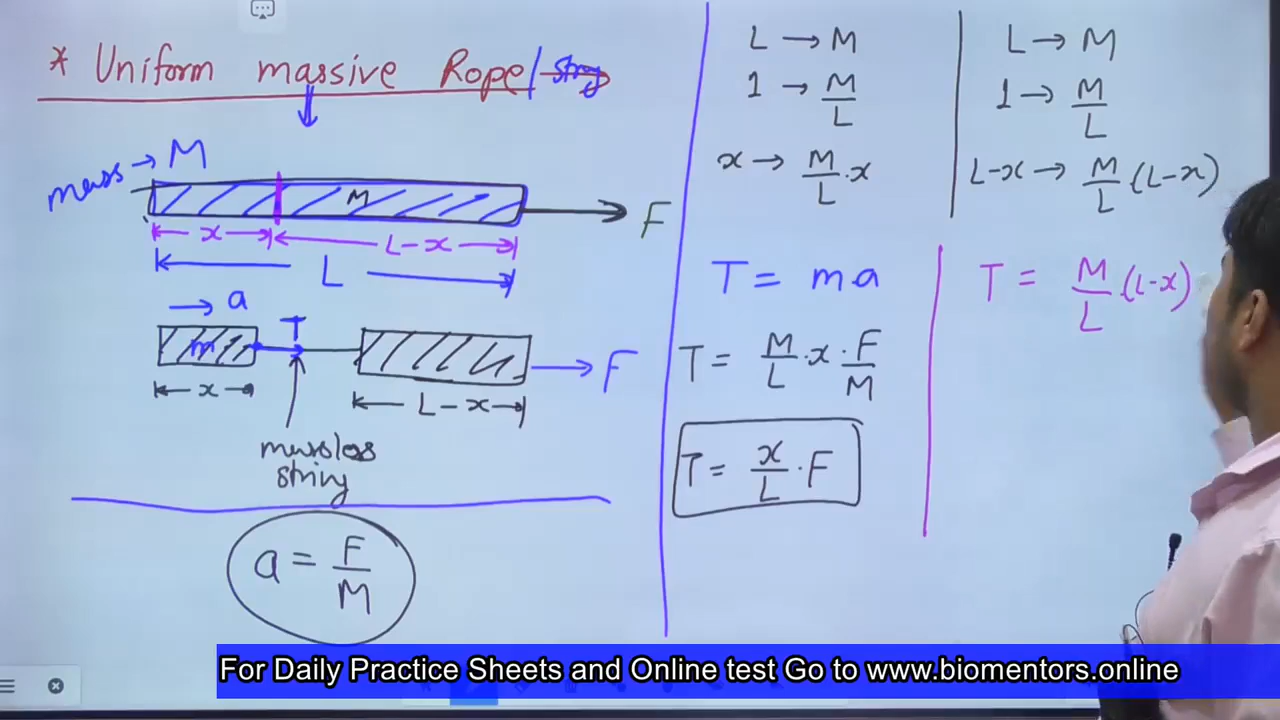 * Uniform massive Rope/string
mass → M
M
F
x
L-x
L
→ a
m
T
F
x
L-x
massless
string
a = F/M
L → M
1 → M/L
x → M/L · x
L → M
1 → M/L
L-x → M/L (L-x)
T = ma
T = M/L · x · F/M
T = x/L · F
T = M/L (L-x)
For Daily Practice Sheets and Online test Go to www.biomentors.online